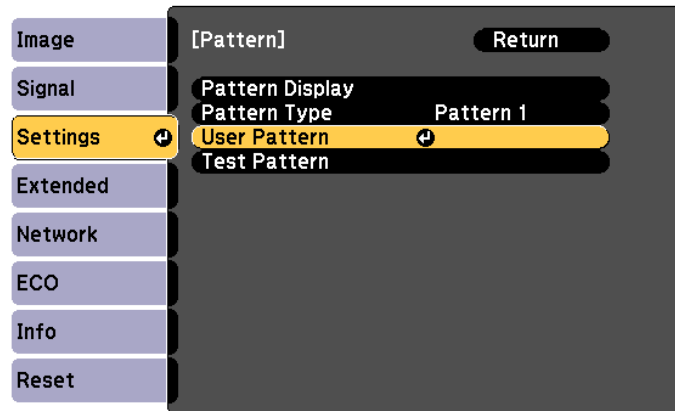 Image
Signal
Settings
Extended
Network
ECO
Info
Reset
[Pattern] Return
Pattern Display
Pattern Type Pattern 1
User Pattern
Test Pattern